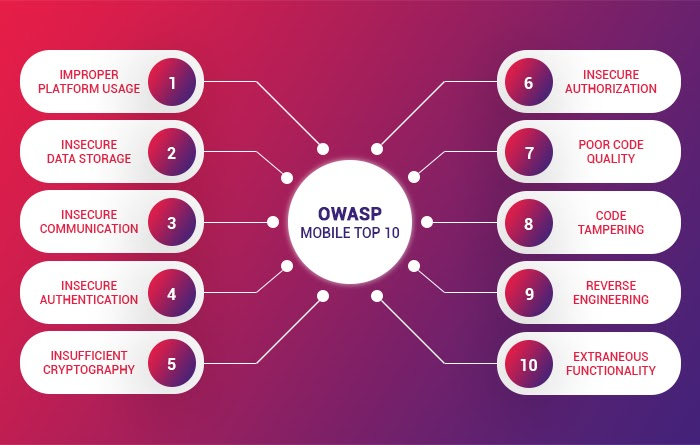 IMPROPER
PLATFORM USAGE
1
INSECURE
DATA STORAGE
2
INSECURE
COMMUNICATION
3
INSECURE
AUTHENTICATION
4
INSUFFICIENT
CRYPTOGRAPHY
5
OWASP
MOBILE TOP 10
6
INSECURE
AUTHORIZATION
7
POOR CODE
QUALITY
8
CODE
TAMPERING
9
REVERSE
ENGINEERING
10
EXTRANEOUS
FUNCTIONALITY